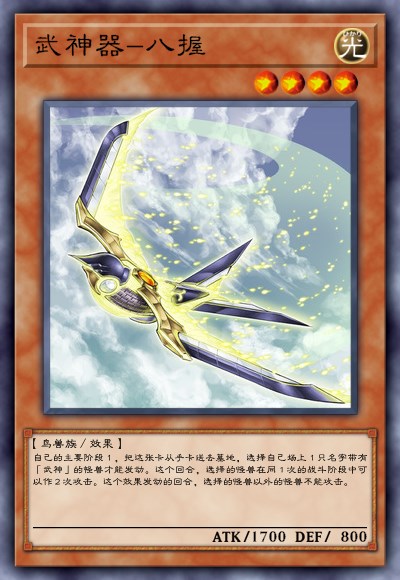 武神器-八握
光
【鸟兽族/效果】
自己的主要阶段1,把这张卡从手卡送去墓地,选择自己场上1只名字带有
「武神」的怪兽才能发动。这个回合,选择的怪兽在同1次的战斗阶段中可
以作2次攻击。这个效果发动的回合,选择的怪兽以外的怪兽不能攻击。
ATK/1700 DEF/ 800